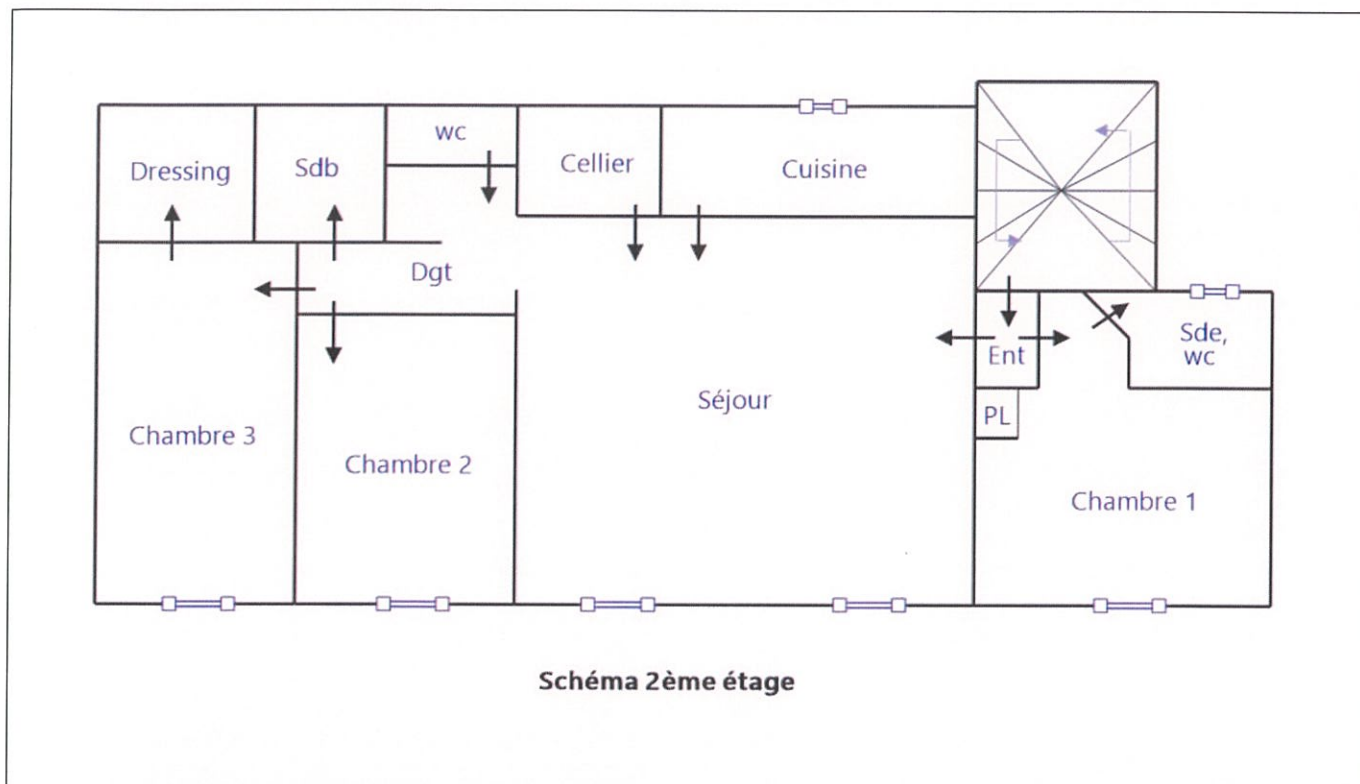 wc
Dressing
Sdb
Cellier
Cuisine
Dgt
Ent
Sde,
wc
Séjour
PL
Chambre 3
Chambre 2
Chambre 1
Schéma 2ème étage